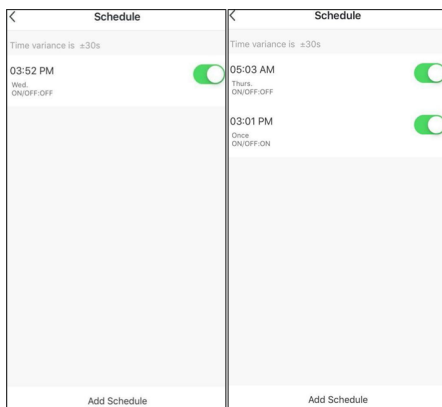 Schedule
Time variance is ±30s
03:52 PM
Wed.
ON/OFF:OFF
Add Schedule
Schedule
Time variance is ±30s
05:03 AM
Thurs.
ON/OFF:OFF
03:01 PM
Once
ON/OFF:ON
Add Schedule